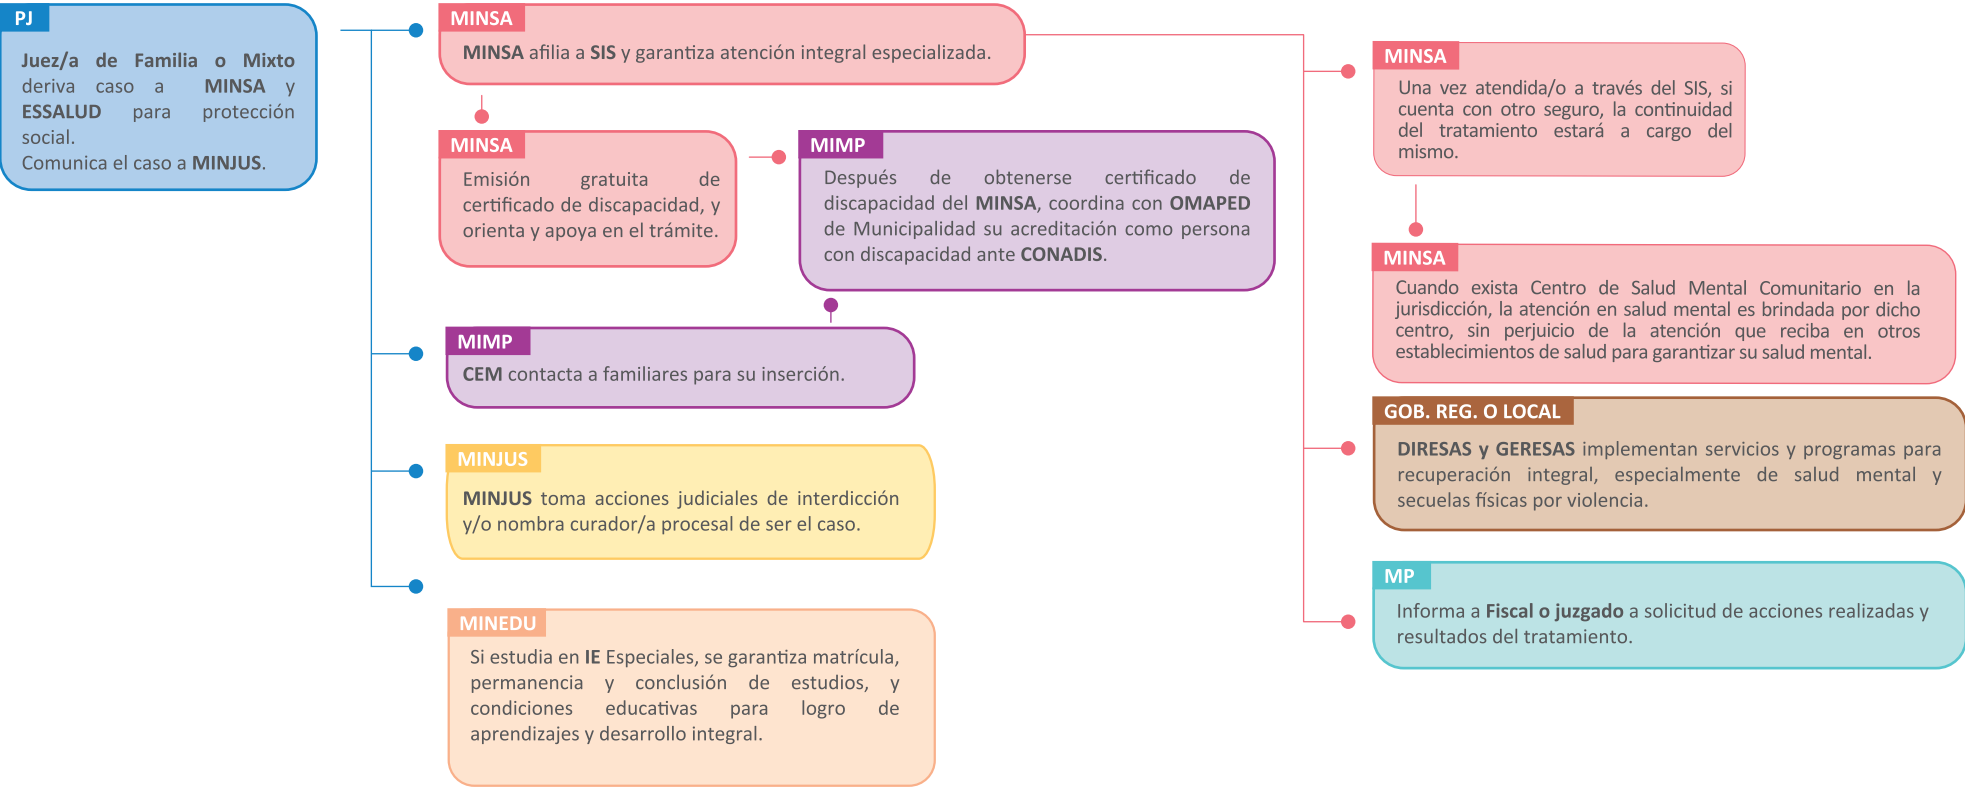 PJ
Juez/a de Familia o Mixto
deriva caso a MINSA y
ESSALUD para protección
social.
Comunica el caso a MINJUS.
MINSA
MINSA afilia a SIS y garantiza atención integral especializada.
MINSA
Emisión gratuita de
certificado de discapacidad, y
orienta y apoya en el trámite.
MIMP
Después de obtenerse certificado de
discapacidad del MINSA, coordina con OMAPED
de Municipalidad su acreditación como persona
con discapacidad ante CONADIS.
MIMP
CEM contacta a familiares para su inserción.
MINJUS
MINJUS toma acciones judiciales de interdicción
y/o nombra curador/a procesal de ser el caso.
MINEDU
Si estudia en IE Especiales, se garantiza matrícula,
permanencia y conclusión de estudios, y
condiciones educativas para logro de
aprendizajes y desarrollo integral.
MINSA
Una vez atendida/o a través del SIS, si
cuenta con otro seguro, la continuidad
del tratamiento estará a cargo del
mismo.
MINSA
Cuando exista Centro de Salud Mental Comunitario en la
jurisdicción, la atención en salud mental es brindada por dicho
centro, sin perjuicio de la atención que reciba en otros
establecimientos de salud para garantizar su salud mental.
GOB. REG. O LOCAL
DIRESAS y GERESAS implementan servicios y programas para
recuperación integral, especialmente de salud mental y
secuelas físicas por violencia.
MP
Informa a Fiscal o juzgado a solicitud de acciones realizadas y
resultados del tratamiento.